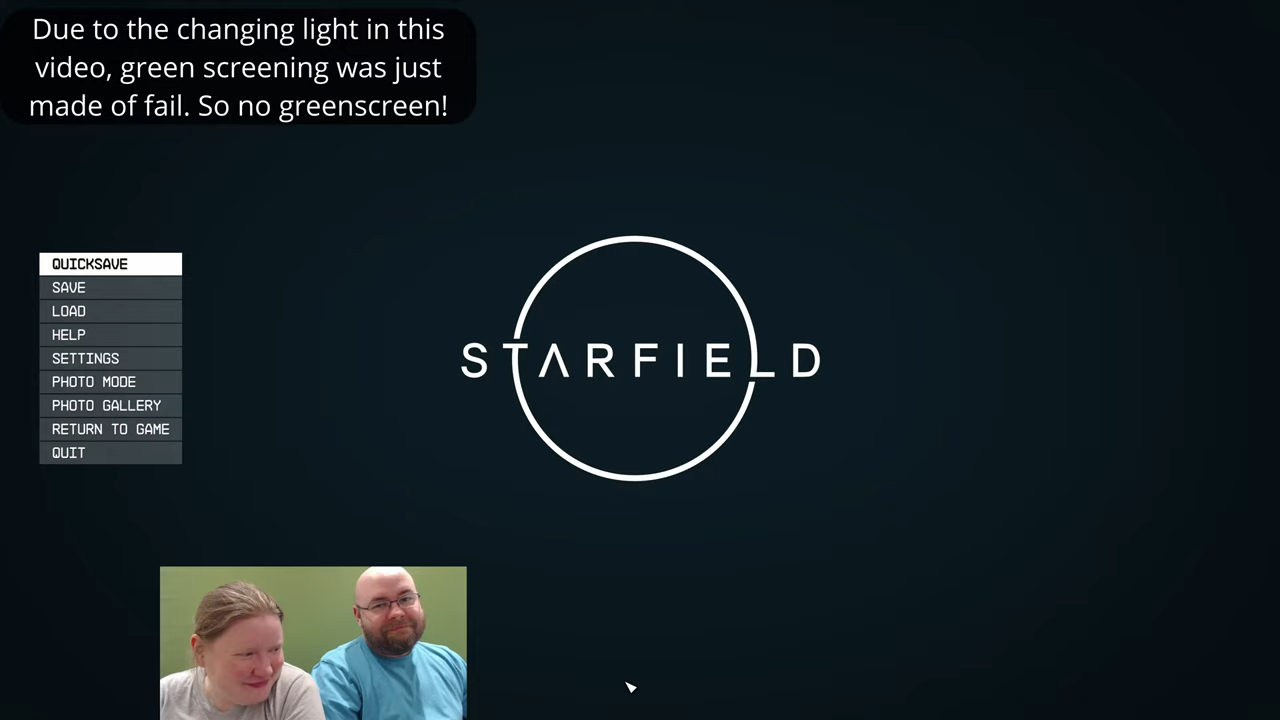 Due to the changing light in this
video, green screening was just
made of fail. So no greenscreen!
QUICKSAVE
SAVE
LOAD
HELP
SETTINGS
PHOTO MODE
PHOTO GALLERY
RETURN TO GAME
QUIT
STARFIELD